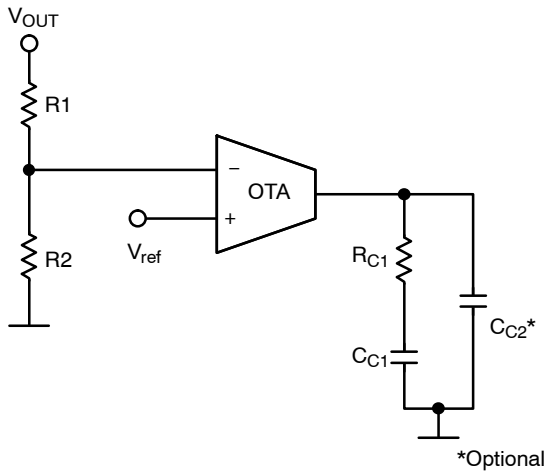 VOUT
R1
−
OTA
+
Vref
R2
RC1
CC1
CC2*
*Optional